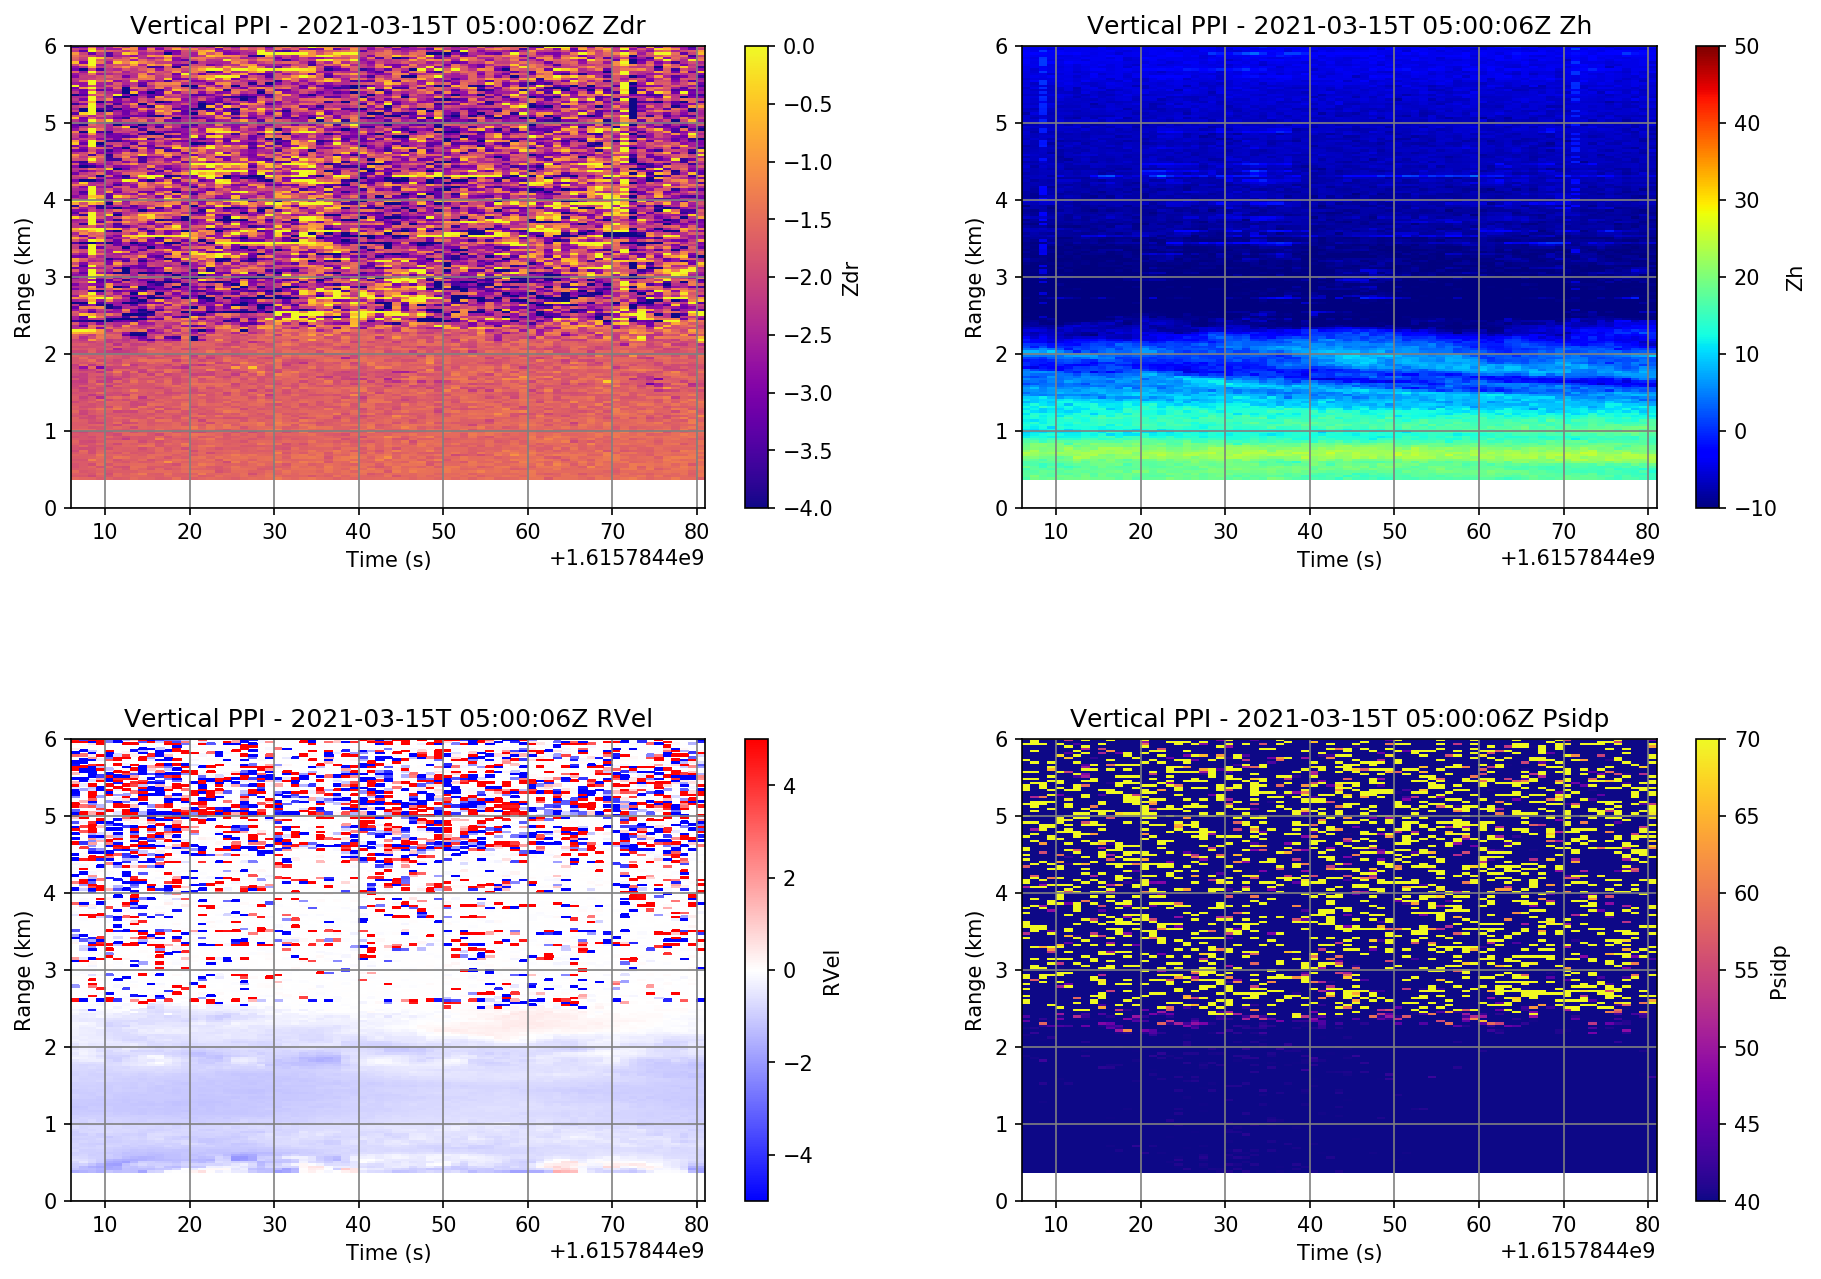 Vertical PPI - 2021-03-15T 05:00:06Z Zdr
6
5
4
3
2
1
0
Range (km)
10 20 30 40 50 60 70 80
Time (s)
+1.6157844e9
0.0
−0.5
−1.0
−1.5
−2.0
−2.5
−3.0
−3.5
−4.0
Zdr
Vertical PPI - 2021-03-15T 05:00:06Z Zh
6
5
4
3
2
1
0
Range (km)
10 20 30 40 50 60 70 80
Time (s)
+1.6157844e9
50
40
30
20
10
0
−10
Zh
Vertical PPI - 2021-03-15T 05:00:06Z RVel
6
5
4
3
2
1
0
Range (km)
10 20 30 40 50 60 70 80
Time (s)
+1.6157844e9
4
2
0
−2
−4
RVel
Vertical PPI - 2021-03-15T 05:00:06Z Psidp
6
5
4
3
2
1
0
Range (km)
10 20 30 40 50 60 70 80
Time (s)
+1.6157844e9
70
65
60
55
50
45
40
Psidp